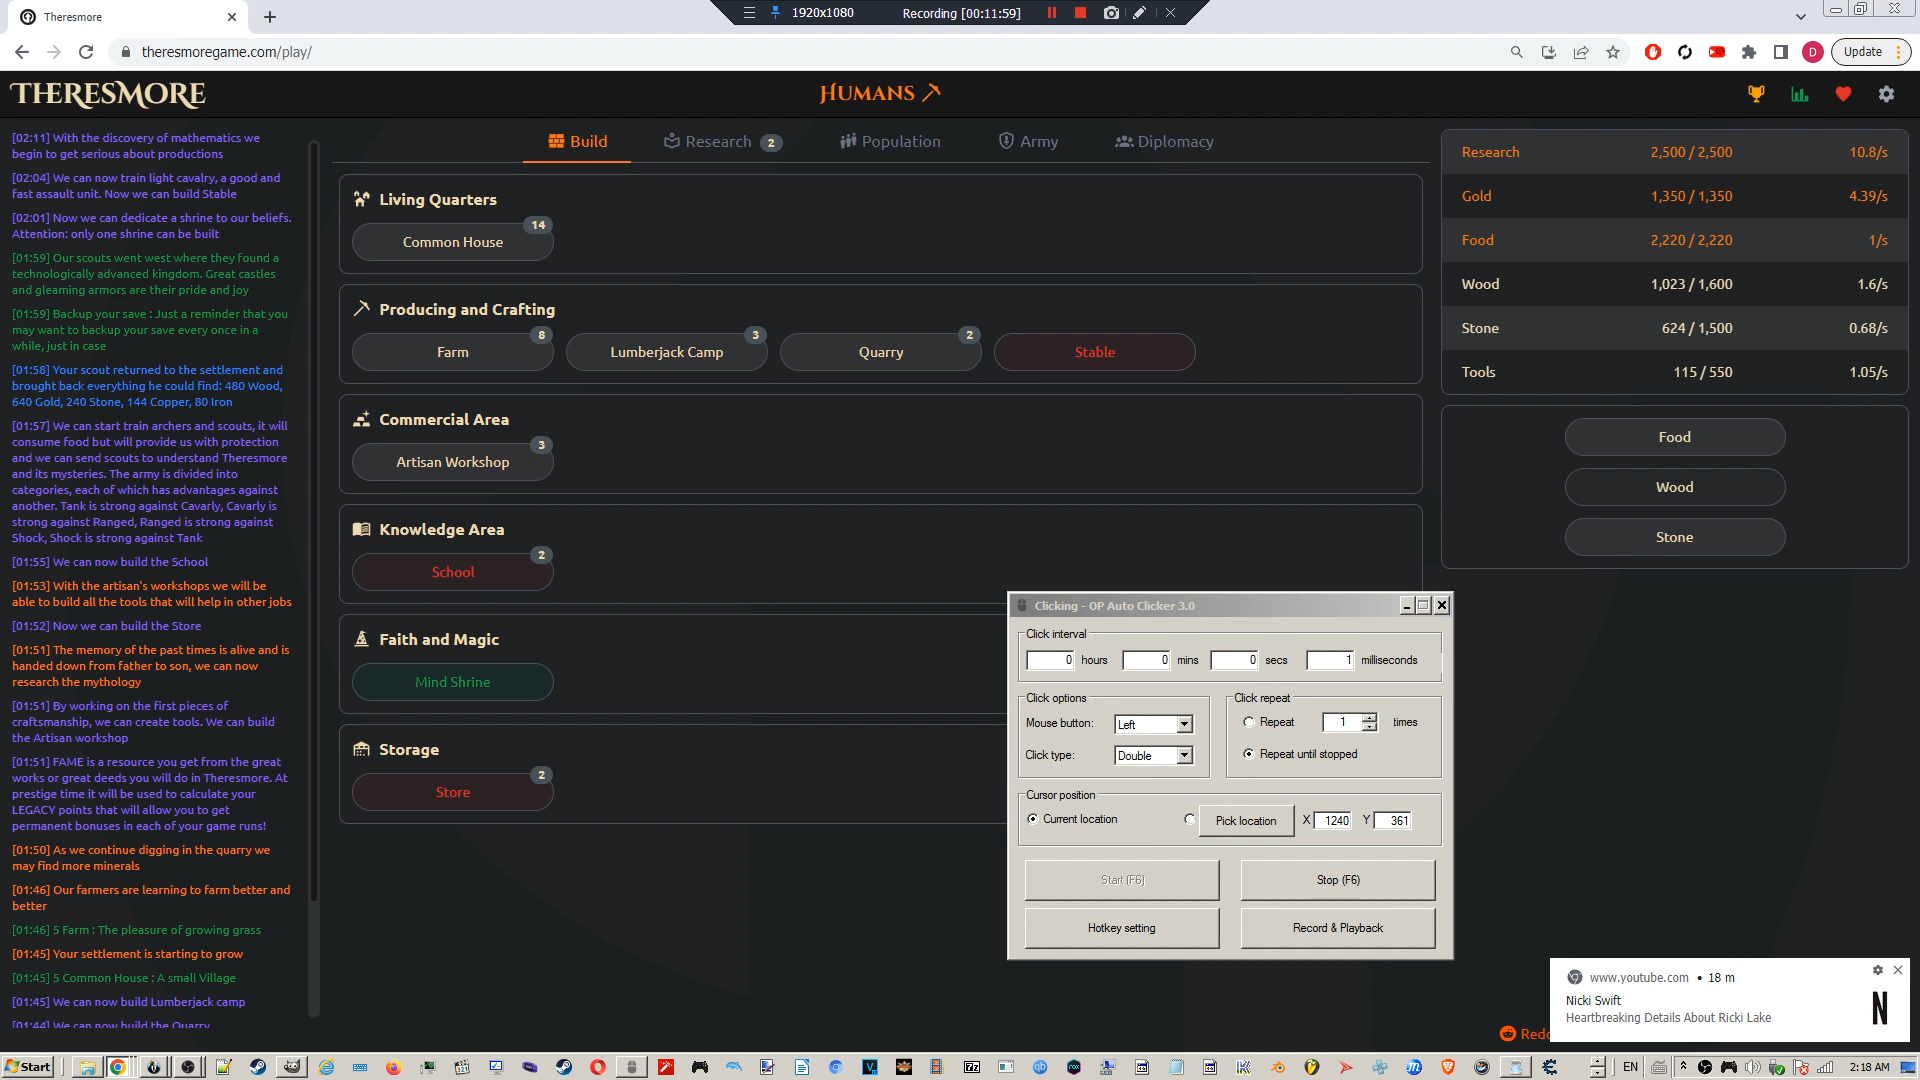 Theresmore
1920x1080
Recording [00:11:59]
theresmoregame.com/play/
D
Update
THERESMORE
HUMANS
[02:11] With the discovery of mathematics we
begin to get serious about productions
[02:04] We can now train light cavalry, a good and
fast assault unit. Now we can build Stable
[02:01] Now we can dedicate a shrine to our beliefs.
Attention: only one shrine can be built
[01:59] Our scouts went west where they found a
technologically advanced kingdom. Great castles
and gleaming armors are their pride and joy
[01:59] Backup your save : Just a reminder that you
may want to backup your save every once in a
while, just in case
[01:58] Your scout returned to the settlement and
brought back everything he could find: 480 Wood,
640 Gold, 240 Stone, 144 Copper, 80 Iron
[01:57] We can start train archers and scouts, it will
consume food but will provide us with protection
and we can send scouts to understand Theresmore
and its mysteries. The army is divided into
categories, each of which has advantages against
another. Tank is strong against Cavarly, Cavarly is
strong against Ranged, Ranged is strong against
Shock, Shock is strong against Tank
[01:55] We can now build the School
[01:53] With the artisan's workshops we will be
able to build all the tools that will help in other jobs
[01:52] Now we can build the Store
[01:51] The memory of the past times is alive and is
handed down from father to son, we can now
research the mythology
[01:51] By working on the first pieces of
craftsmanship, we can create tools. We can build
the Artisan workshop
[01:51] FAME is a resource you get from the great
works or great deeds you will do in Theresmore. At
prestige time it will be used to calculate your
LEGACY points that will allow you to get
permanent bonuses in each of your game runs!
[01:50] As we continue digging in the quarry we
may find more minerals
[01:46] Our farmers are learning to farm better and
better
[01:46] 5 Farm : The pleasure of growing grass
[01:45] Your settlement is starting to grow
[01:45] 5 Common House : A small Village
[01:45] We can now build Lumberjack camp
[01:44] We can now build the Quarry
Build
Research 2
Population
Army
Diplomacy
Living Quarters
Common House 14
Producing and Crafting
Farm 8
Lumberjack Camp 3
Quarry 2
Stable
Commercial Area
Artisan Workshop 3
Knowledge Area
School 2
Faith and Magic
Mind Shrine
Storage
Store 2
Research 2,500 / 2,500 10.8/s
Gold 1,350 / 1,350 4.39/s
Food 2,220 / 2,220 1/s
Wood 1,023 / 1,600 1.6/s
Stone 624 / 1,500 0.68/s
Tools 115 / 550 1.05/s
Food
Wood
Stone
Clicking - OP Auto Clicker 3.0
Click interval
0 hours 0 mins 0 secs 1 milliseconds
Click options
Mouse button: Left
Click type: Double
Click repeat
Repeat 1 times
Repeat until stopped
Cursor position
Current location
Pick location X 1240 Y 361
Start (F6)
Stop (F6)
Hotkey setting
Record & Playback
www.youtube.com • 18 m
Nicki Swift
Heartbreaking Details About Ricki Lake
N
Start
EN
2:18 AM